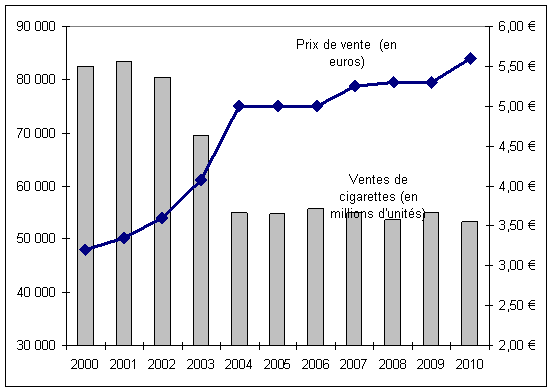 90 000
80 000
70 000
60 000
50 000
40 000
30 000
6,00 €
5,50 €
5,00 €
4,50 €
4,00 €
3,50 €
3,00 €
2,50 €
2,00 €
Prix de vente (en
euros)
Ventes de
cigarettes (en
millions d'unités)
2000 2001 2002 2003 2004 2005 2006 2007 2008 2009 2010